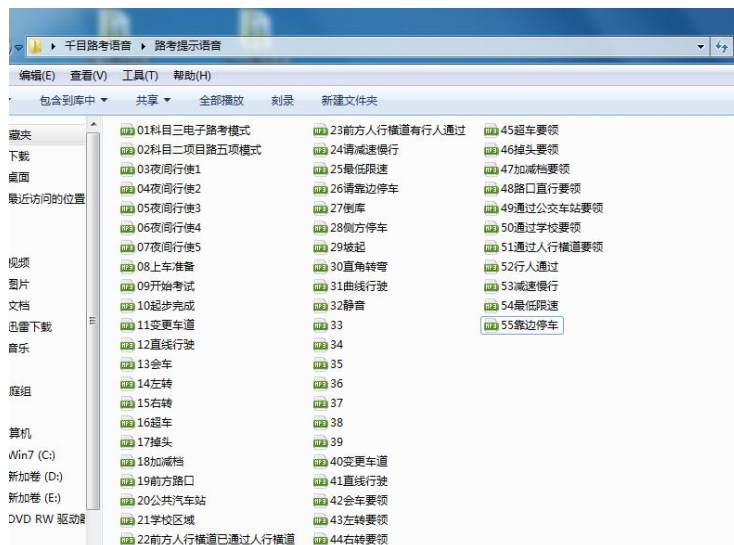 千目路考语音 ▸ 路考提示语音
编辑(E) 查看(V) 工具(T) 帮助(H)
包含到库中 共享 全部播放 刻录 新建文件夹
藏夹
下载
桌面
最近访问的位置
视频
图片
文档
迅雷下载
音乐
庭组
算机
Win7 (C:)
新加卷 (D:)
新加卷 (E:)
DVD RW 驱动器
01科目三电子路考模式
02科目二项目路五项模式
03夜间行使1
04夜间行使2
05夜间行使3
06夜间行使4
07夜间行使5
08上车准备
09开始考试
10起步完成
11变更车道
12直线行驶
13会车
14左转
15右转
16超车
17掉头
18加减档
19前方路口
20公共汽车站
21学校区域
22前方人行横道已通过人行横道
23前方人行横道有行人通过
24请减速慢行
25最低限速
26请靠边停车
27倒库
28侧方停车
29坡起
30直角转弯
31曲线行驶
32静音
33
34
35
36
37
38
39
40变更车道
41直线行驶
42会车要领
43左转要领
44右转要领
45超车要领
46掉头要领
47加减档要领
48路口直行要领
49通过公交车站要领
50通过学校要领
51通过人行横道要领
52行人通过
53减速慢行
54最低限速
55靠边停车